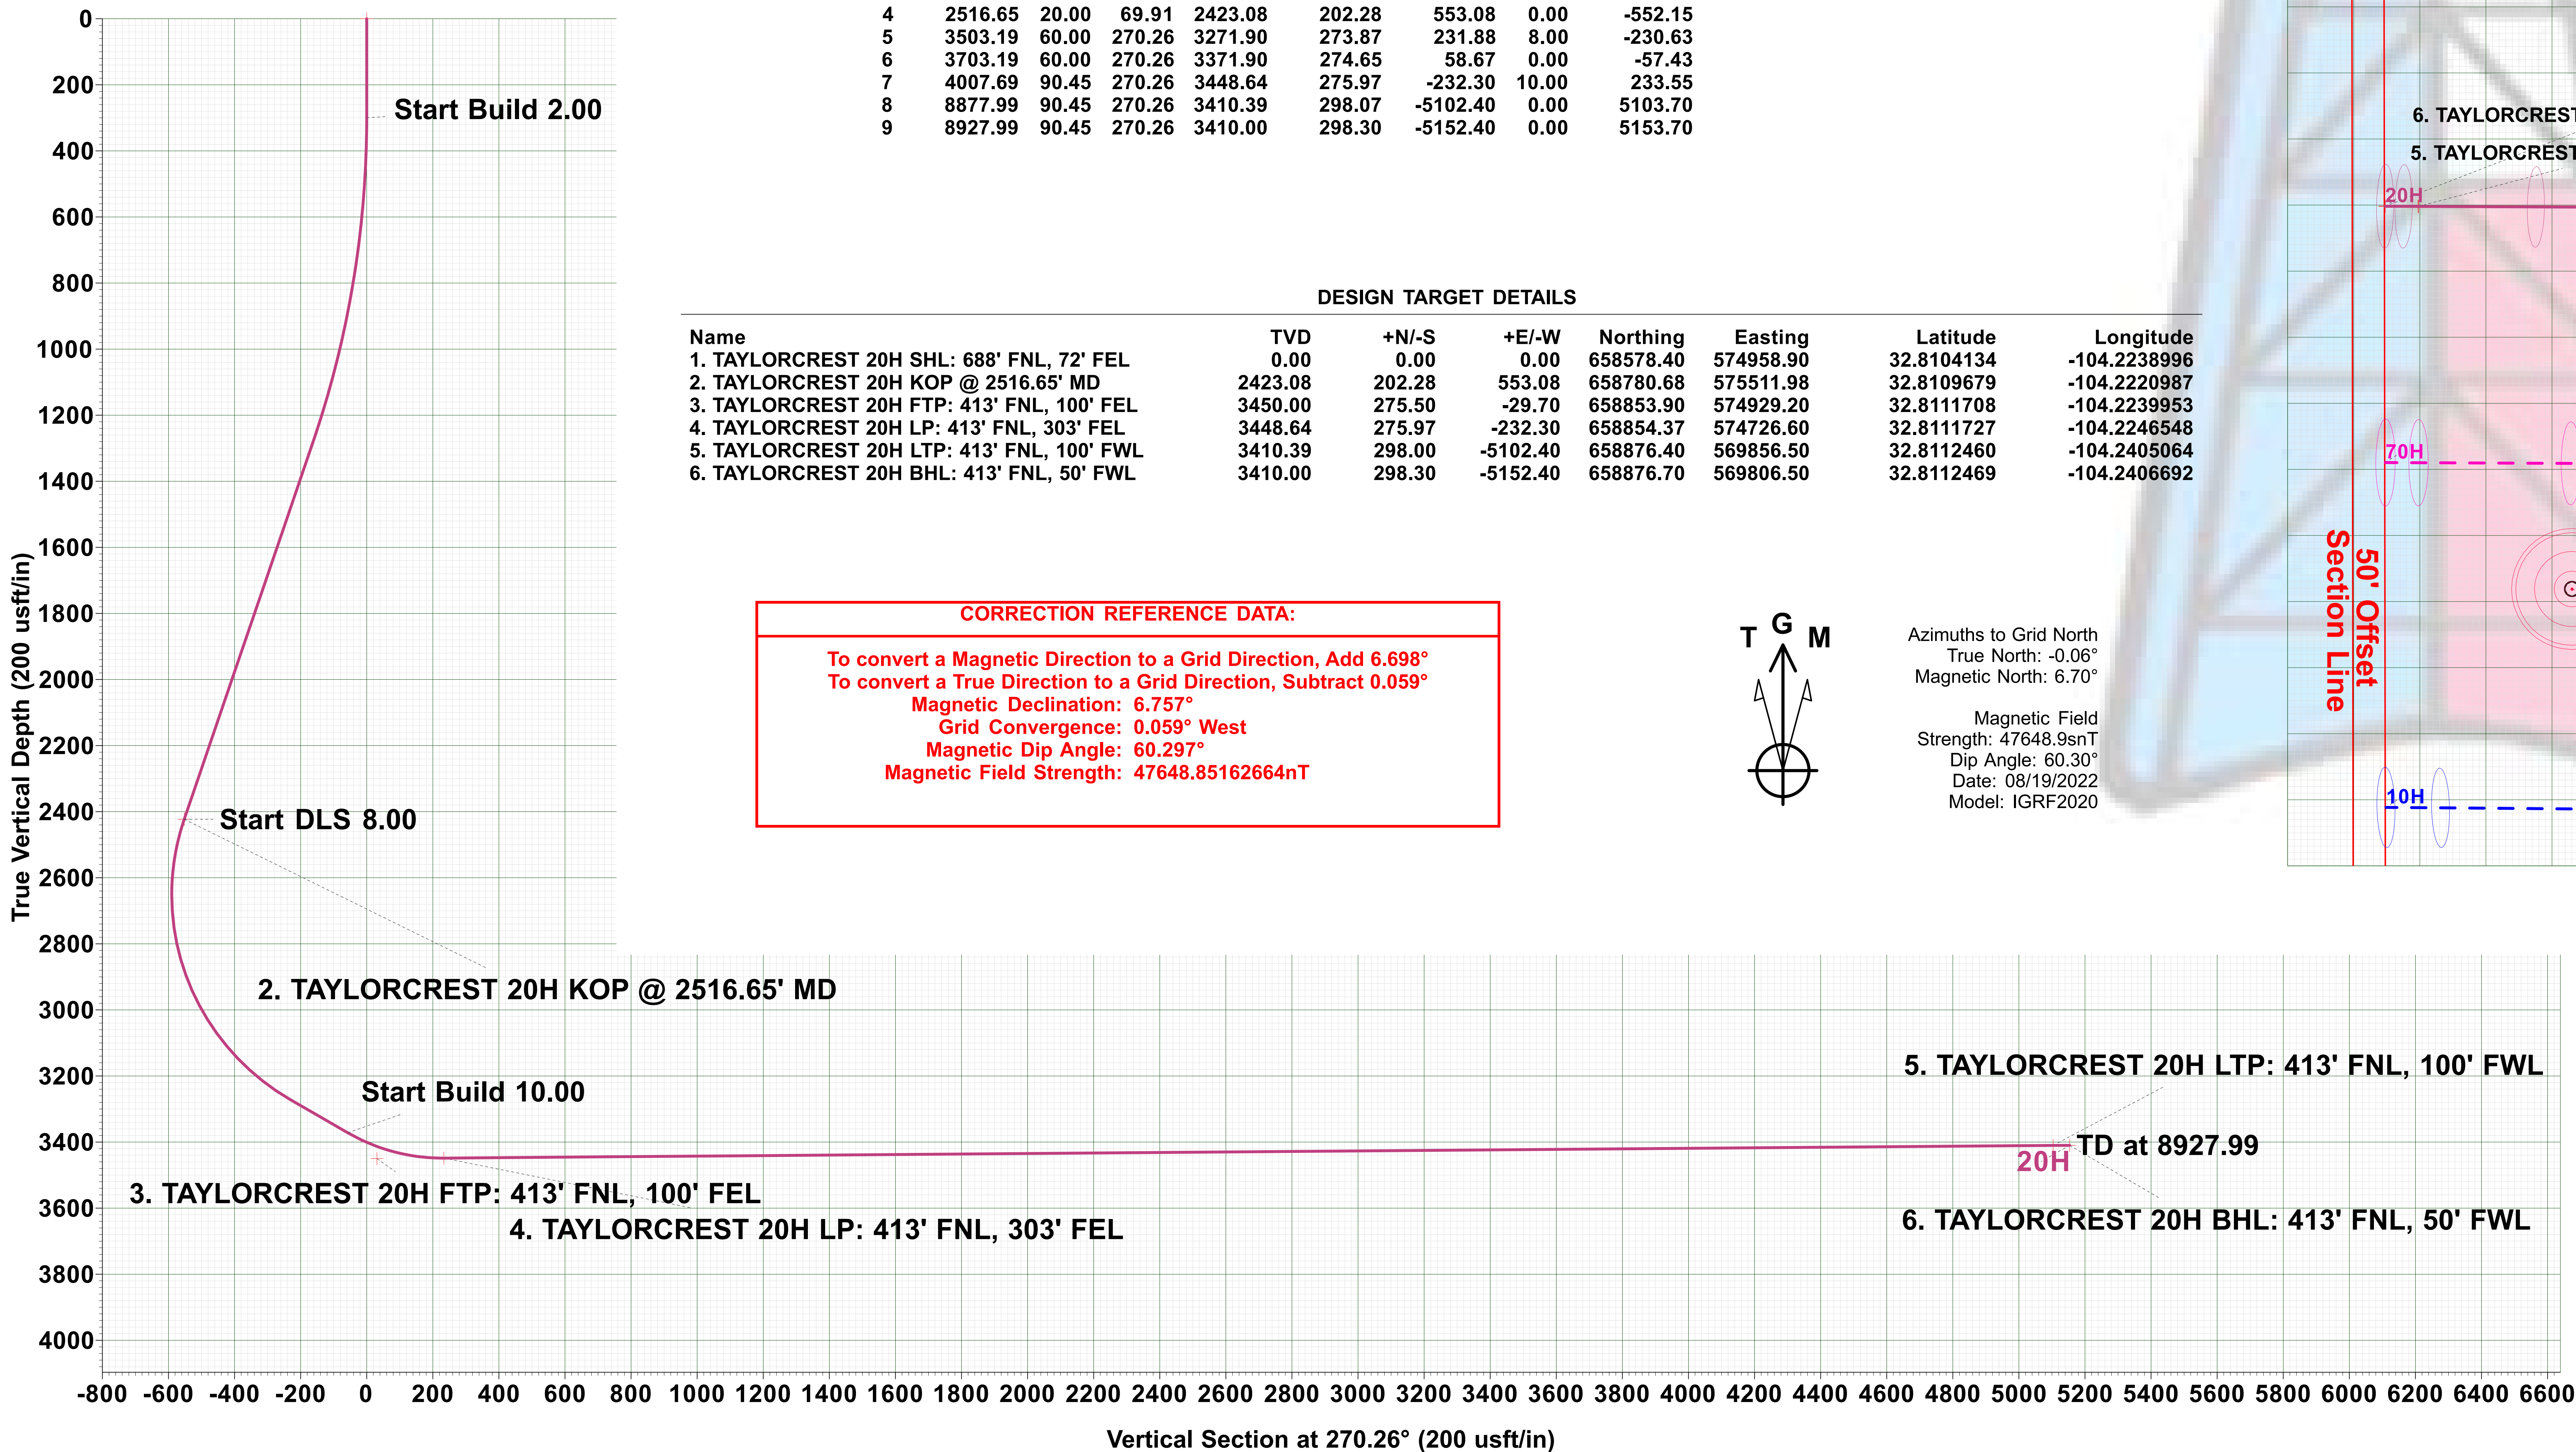 4 2516.65 20.00 69.91 2423.08 202.28 553.08 0.00 -552.15
5 3503.19 60.00 270.26 3271.90 273.87 231.88 8.00 -230.63
6 3703.19 60.00 270.26 3371.90 274.65 58.67 0.00 -57.43
7 4007.69 90.45 270.26 3448.64 275.97 -232.30 10.00 233.55
8 8877.99 90.45 270.26 3410.39 298.07 -5102.40 0.00 5103.70
9 8927.99 90.45 270.26 3410.00 298.30 -5152.40 0.00 5153.70
DESIGN TARGET DETAILS
Name TVD +N/-S +E/-W Northing Easting Latitude Longitude
1. TAYLORCREST 20H SHL: 688' FNL, 72' FEL 0.00 0.00 0.00 658578.40 574958.90 32.8104134 -104.2238996
2. TAYLORCREST 20H KOP @ 2516.65' MD 2423.08 202.28 553.08 658780.68 575511.98 32.8109679 -104.2220987
3. TAYLORCREST 20H FTP: 413' FNL, 100' FEL 3450.00 275.50 -29.70 658853.90 574929.20 32.8111708 -104.2239953
4. TAYLORCREST 20H LP: 413' FNL, 303' FEL 3448.64 275.97 -232.30 658854.37 574726.60 32.8111727 -104.2246548
5. TAYLORCREST 20H LTP: 413' FNL, 100' FWL 3410.39 298.00 -5102.40 658876.40 569856.50 32.8112460 -104.2405064
6. TAYLORCREST 20H BHL: 413' FNL, 50' FWL 3410.00 298.30 -5152.40 658876.70 569806.50 32.8112469 -104.2406692
CORRECTION REFERENCE DATA:
To convert a Magnetic Direction to a Grid Direction, Add 6.698°
To convert a True Direction to a Grid Direction, Subtract 0.059°
Magnetic Declination: 6.757°
Grid Convergence: 0.059° West
Magnetic Dip Angle: 60.297°
Magnetic Field Strength: 47648.85162664nT
T G M
Azimuths to Grid North
True North: -0.06°
Magnetic North: 6.70°
Magnetic Field
Strength: 47648.9snT
Dip Angle: 60.30°
Date: 08/19/2022
Model: IGRF2020
6. TAYLORCREST
5. TAYLORCREST
20H
70H
10H
50' Offset
Section Line
True Vertical Depth (200 usft/in)
0
200
400
600
800
1000
1200
1400
1600
1800
2000
2200
2400
2600
2800
3000
3200
3400
3600
3800
4000
Start Build 2.00
Start DLS 8.00
2. TAYLORCREST 20H KOP @ 2516.65' MD
Start Build 10.00
3. TAYLORCREST 20H FTP: 413' FNL, 100' FEL
4. TAYLORCREST 20H LP: 413' FNL, 303' FEL
5. TAYLORCREST 20H LTP: 413' FNL, 100' FWL
TD at 8927.99
20H
6. TAYLORCREST 20H BHL: 413' FNL, 50' FWL
-800 -600 -400 -200 0 200 400 600 800 1000 1200 1400 1600 1800 2000 2200 2400 2600 2800 3000 3200 3400 3600 3800 4000 4200 4400 4600 4800 5000 5200 5400 5600 5800 6000 6200 6400 6600
Vertical Section at 270.26° (200 usft/in)